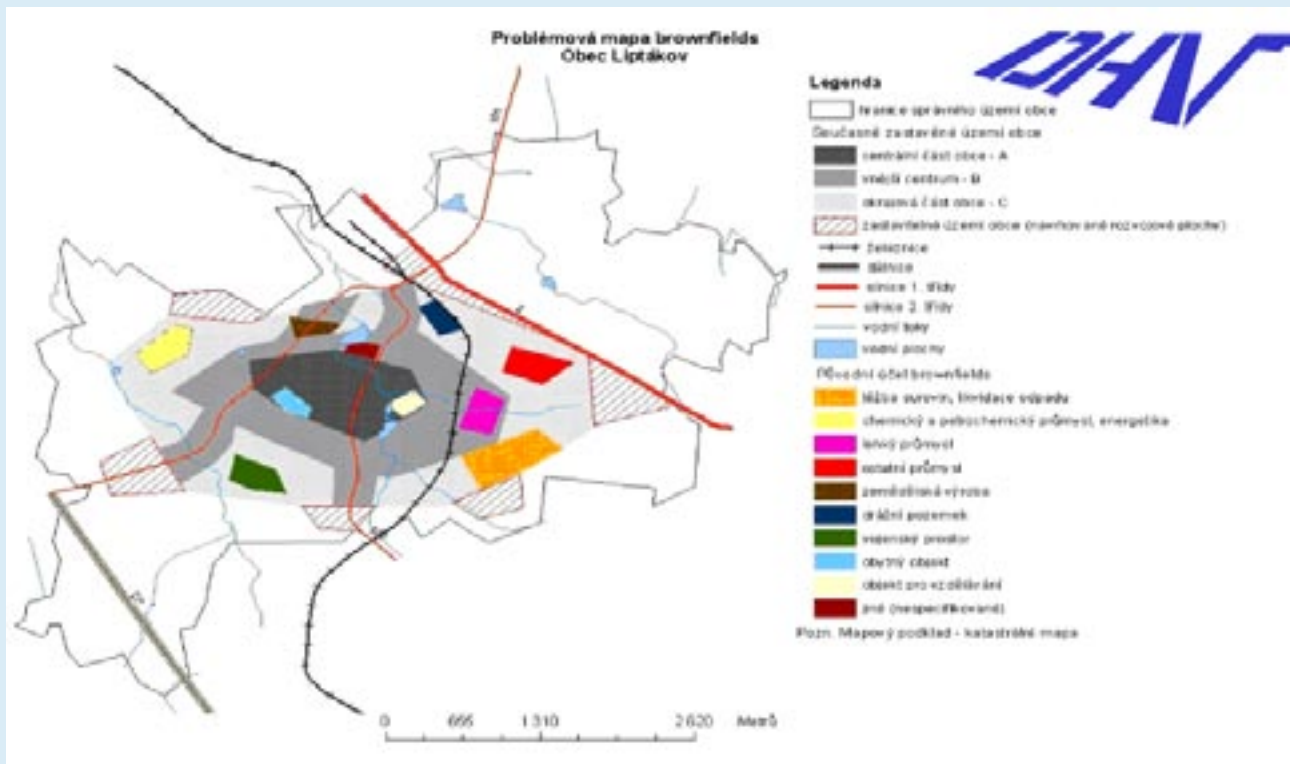 Problémová mapa brownfields
Obec Liptákov
DHV
Legenda
hranice správního území obce
Současné zastavěné území obce
centrální část obce - A
vnější centrum - B
okrajová část obce - C
zastavitelné území obce (navrhované rozvojové plochy)
železnice
dálnice
silnice 1. třídy
silnice 2. třídy
vodní toky
vodní plochy
Původní účel brownfields
těžba surovin, likvidace odpadu
chemický a petrochemický průmysl, energetika
lehký průmysl
ostatní průmysl
zemědělská výroba
drážní pozemek
vojenský prostor
obytný objekt
objekt pro vzdělávání
jiné (nespecifikované)
Pozn. Mapový podklad - katastrální mapa
0 655 1 310 2 620 Metrů